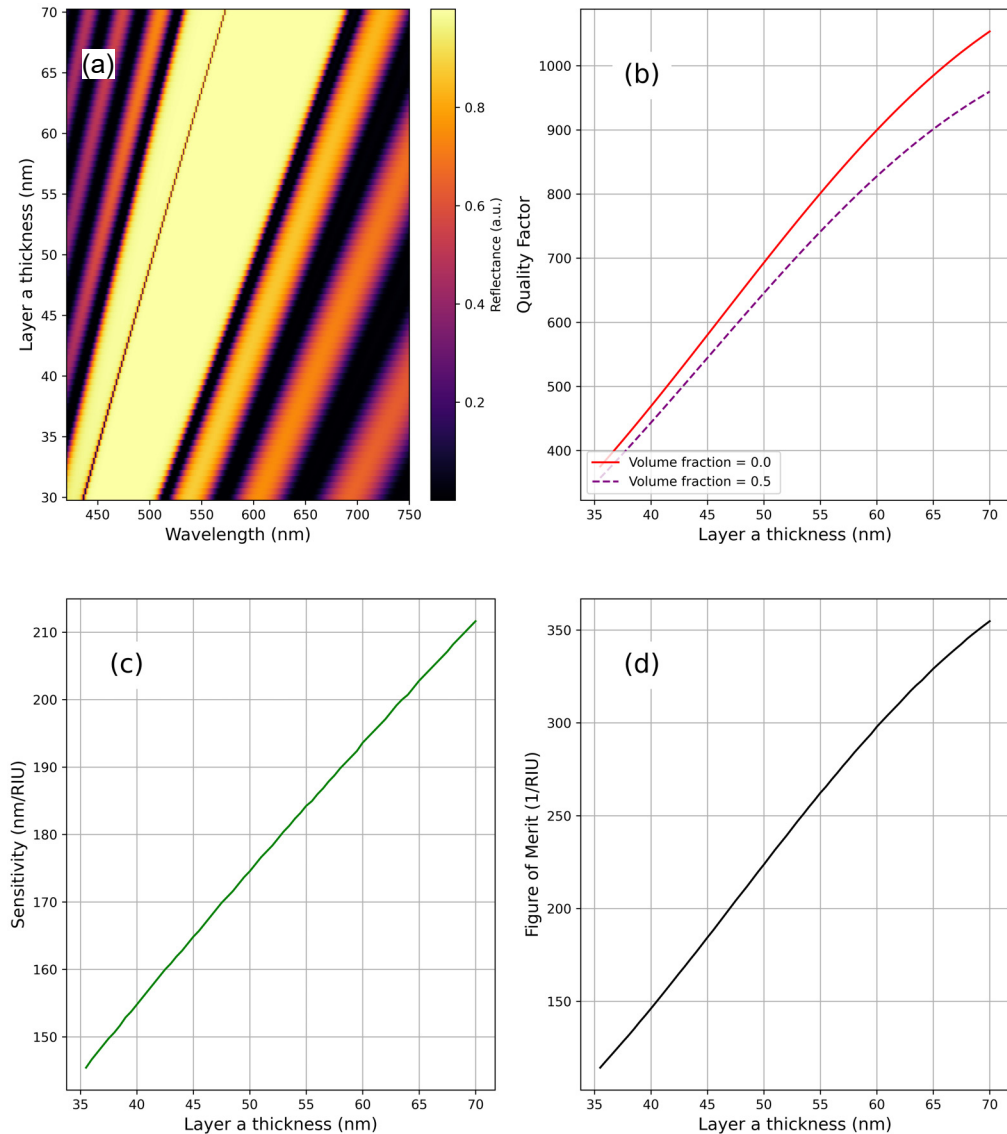 (a)
70
65
60
55
50
45
40
35
30
Layer a thickness (nm)
450 500 550 600 650 700 750
Wavelength (nm)
0.8
0.6
0.4
0.2
Reflectance (a.u.)
(b)
1000
900
800
700
600
500
400
Quality Factor
Volume fraction = 0.0
Volume fraction = 0.5
35 40 45 50 55 60 65 70
Layer a thickness (nm)
(c)
210
200
190
180
170
160
150
Sensitivity (nm/RIU)
35 40 45 50 55 60 65 70
Layer a thickness (nm)
(d)
350
300
250
200
150
Figure of Merit (1/RIU)
35 40 45 50 55 60 65 70
Layer a thickness (nm)